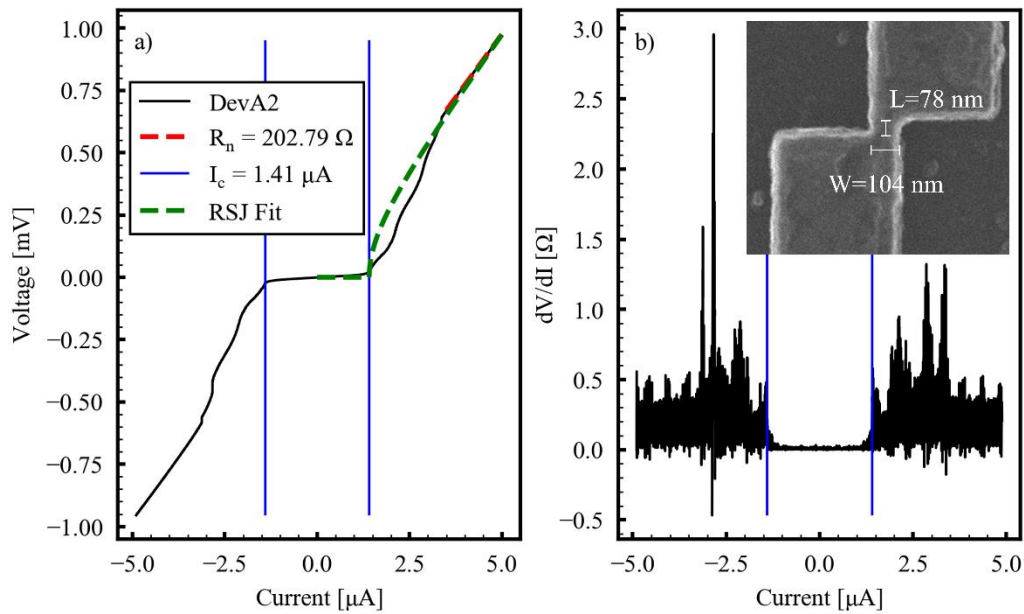 a)
DevA2
R_n = 202.79 Ω
I_c = 1.41 μA
RSJ Fit
1.00
0.75
0.50
0.25
0.00
−0.25
−0.50
−0.75
−1.00
Voltage [mV]
−5.0 −2.5 0.0 2.5 5.0
Current [μA]
b)
L=78 nm
W=104 nm
3.0
2.5
2.0
1.5
1.0
0.5
0.0
−0.5
dV/dI [Ω]
−5.0 −2.5 0.0 2.5 5.0
Current [μA]